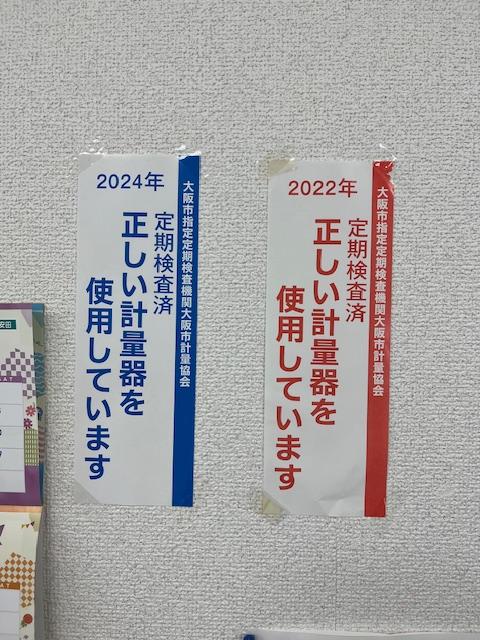 2024年
定期検査済
正しい計量器を
使用しています
大阪市指定定期検査機関大阪市計量協会
2022年
定期検査済
正しい計量器を
使用しています
大阪市指定定期検査機関大阪市計量協会
安田